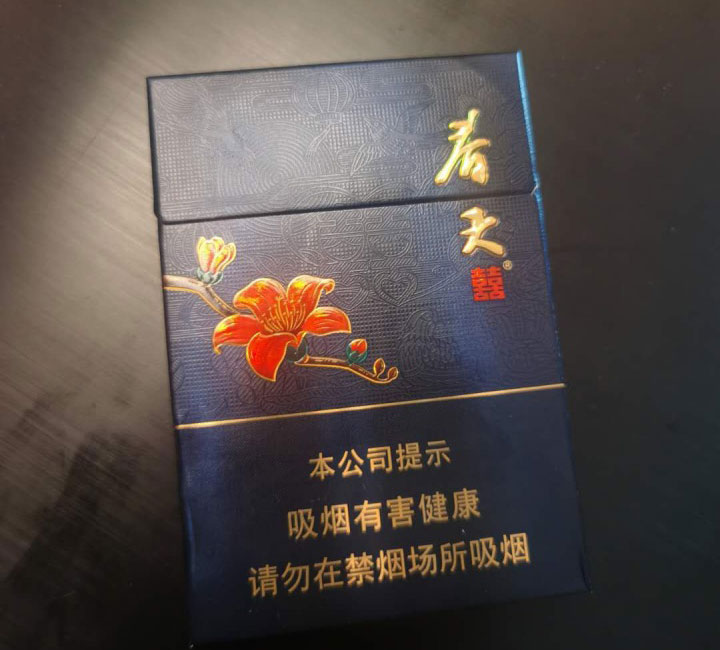 春
天
囍®
本公司提示
吸烟有害健康
请勿在禁烟场所吸烟